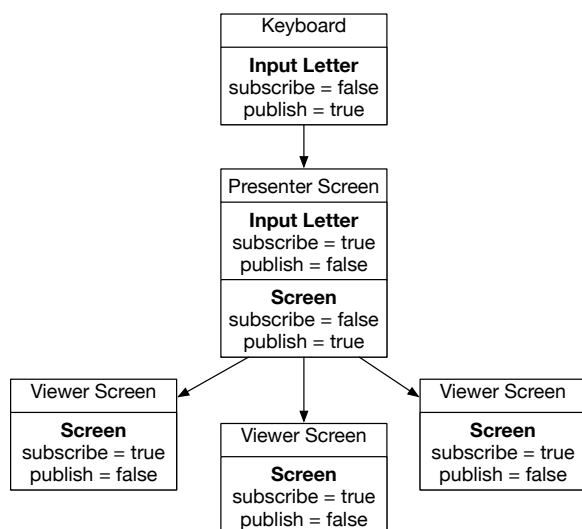 Keyboard
Input Letter
subscribe = false
publish = true
Presenter Screen
Input Letter
subscribe = true
publish = false
Screen
subscribe = false
publish = true
Viewer Screen
Screen
subscribe = true
publish = false
Viewer Screen
Screen
subscribe = true
publish = false
Viewer Screen
Screen
subscribe = true
publish = false